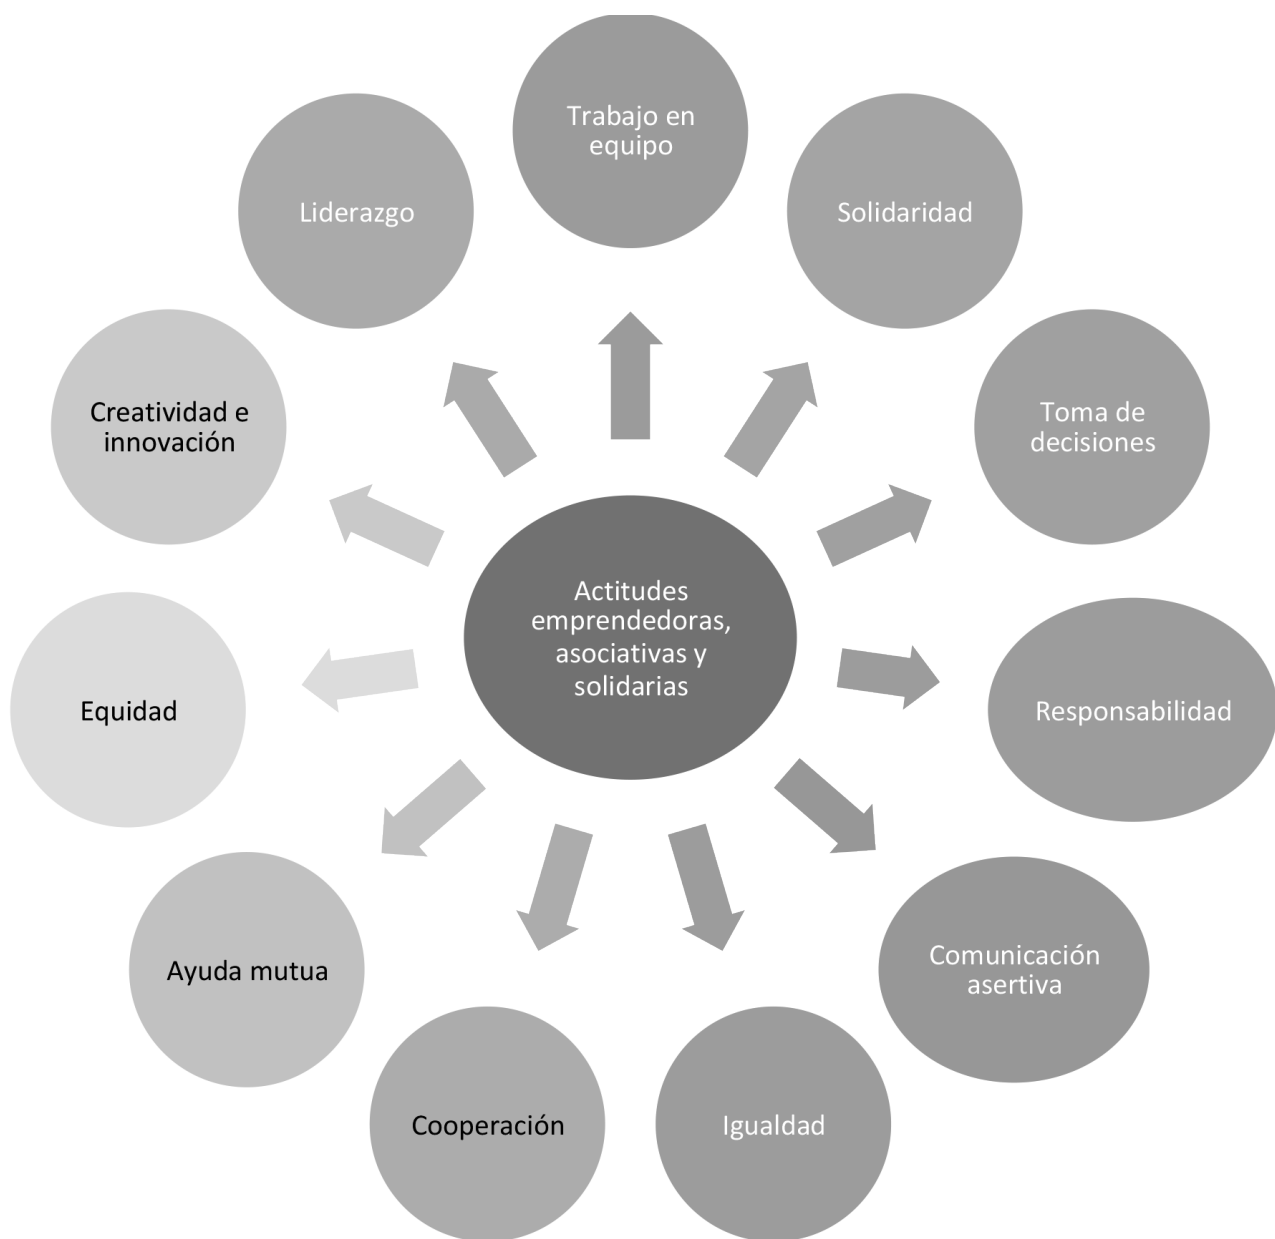 Trabajo en
equipo
Solidaridad
Toma de
decisiones
Responsabilidad
Comunicación
asertiva
Igualdad
Cooperación
Ayuda mutua
Equidad
Creatividad e
innovación
Liderazgo
Actitudes
emprendedoras,
asociativas y
solidarias